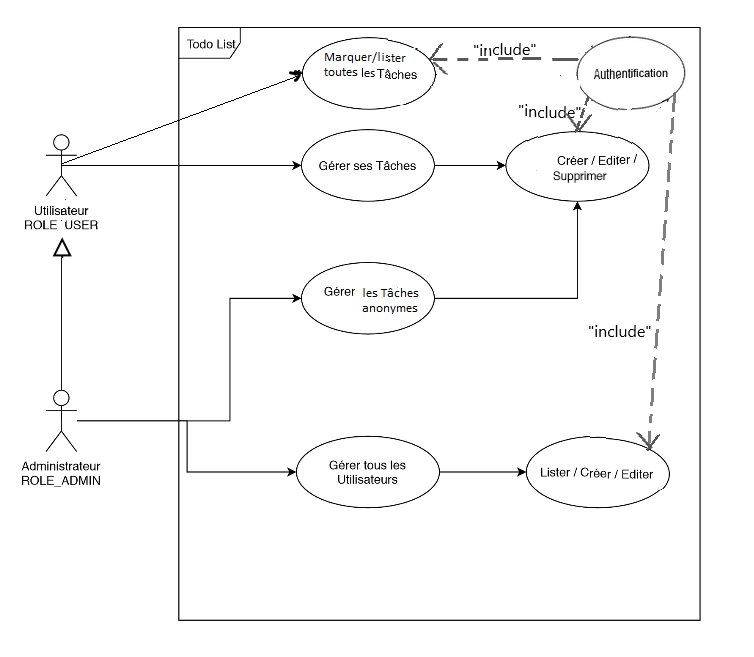 Todo List
Marquer/lister
toutes les Tâches
"include"
Authentification
"include"
Gérer ses Tâches
Créer / Editer /
Supprimer
Utilisateur
ROLE_USER
Gérer les Tâches
anonymes
"include"
Administrateur
ROLE_ADMIN
Gérer tous les
Utilisateurs
Lister / Créer / Editer